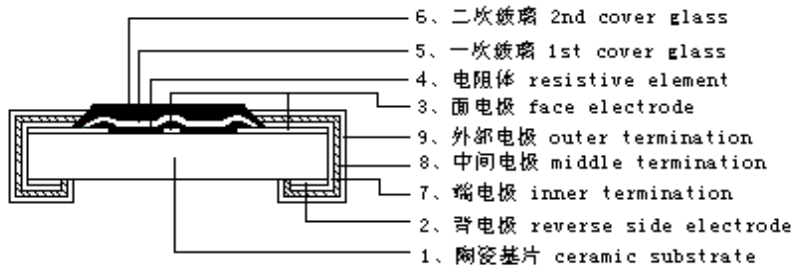 6、二次玻璃 2nd cover glass
5、一次玻璃 1st cover glass
4、电阻体 resistive element
3、面电极 face electrode
9、外部电极 outer termination
8、中间电极 middle termination
7、端电极 inner termination
2、背电极 reverse side electrode
1、陶瓷基片 ceramic substrate